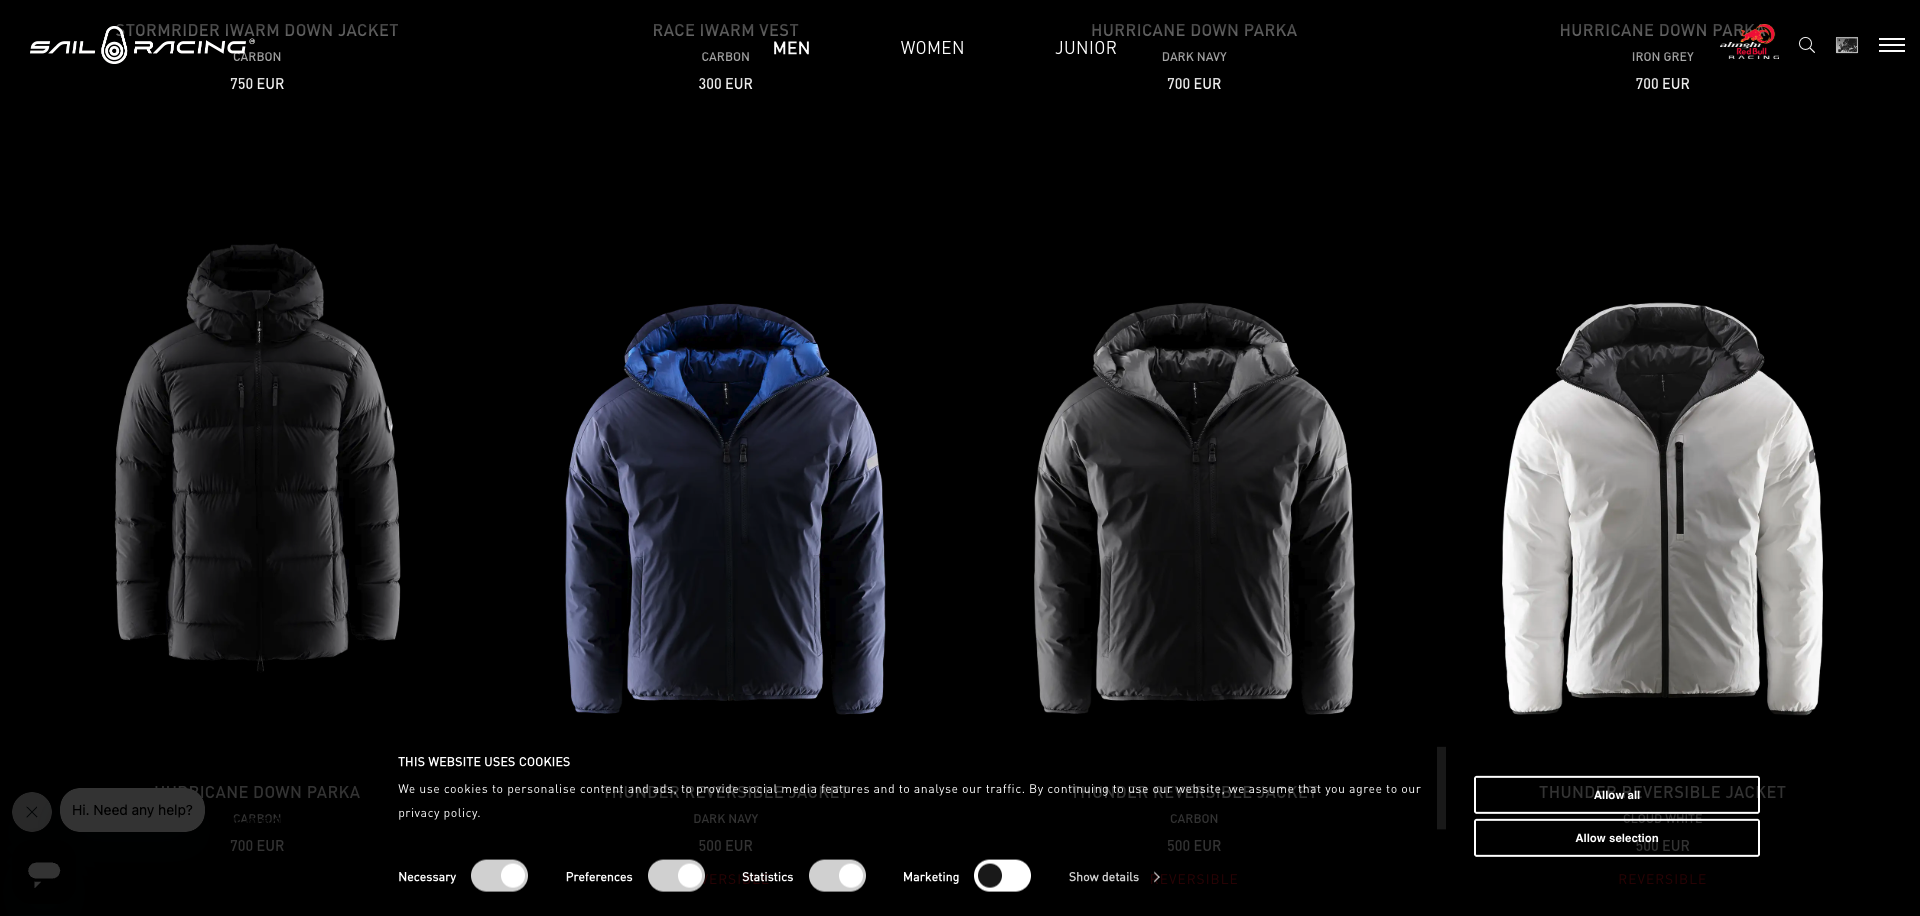 STORMRIDER IWARM DOWN JACKET
RACE IWARM VEST
HURRICANE DOWN PARKA
HURRICANE DOWN PARKA
SAIL RACING®
MEN
WOMEN
JUNIOR
alinghi
Red Bull
RACING
CARBON
CARBON
DARK NAVY
IRON GREY
750 EUR
300 EUR
700 EUR
700 EUR
THIS WEBSITE USES COOKIES
We use cookies to personalise content and ads, to provide social media features and to analyse our traffic. By continuing to use our website, we assume that you agree to our
privacy policy.
Allow all
Allow selection
Hi. Need any help?
HURRICANE DOWN PARKA
THUNDER REVERSIBLE JACKET
THUNDER REVERSIBLE JACKET
THUNDER REVERSIBLE JACKET
CARBON
DARK NAVY
CARBON
CLOUD WHITE
700 EUR
500 EUR
500 EUR
500 EUR
Necessary
Preferences
Statistics
Marketing
Show details
REVERSIBLE
REVERSIBLE